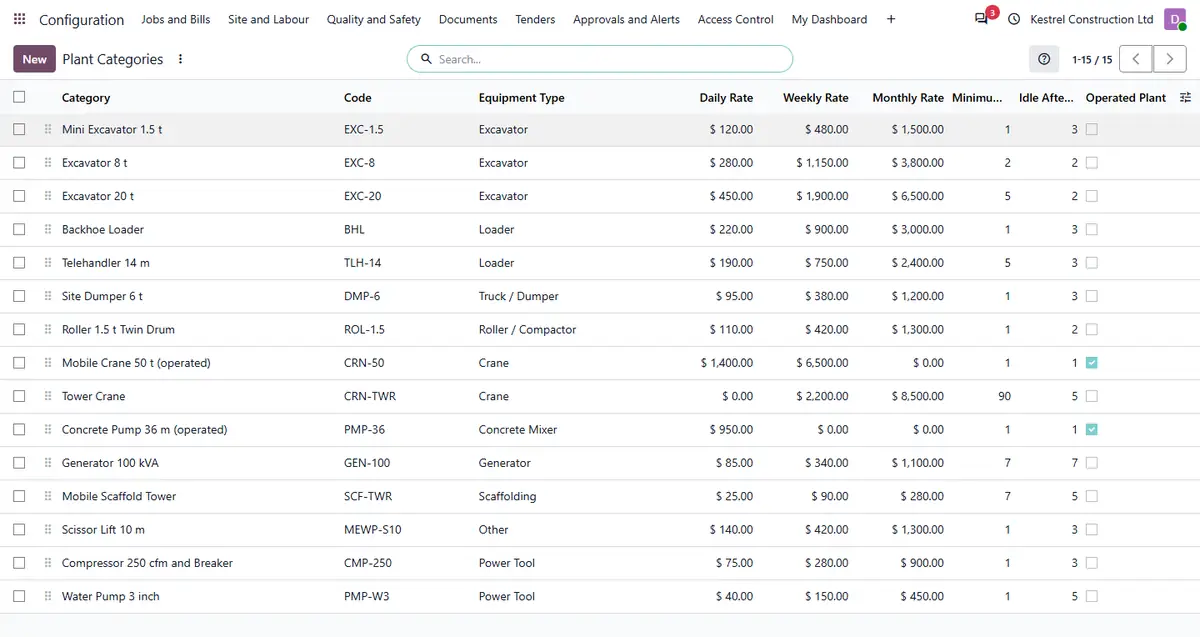 Configuration Jobs and Bills Site and Labour Quality and Safety Documents Tenders Approvals and Alerts Access Control My Dashboard + 3 Kestrel Construction Ltd D
New Plant Categories Search... 1-15 / 15
Category Code Equipment Type Daily Rate Weekly Rate Monthly Rate Minimu... Idle Afte... Operated Plant
Mini Excavator 1.5 t EXC-1.5 Excavator $ 120.00 $ 480.00 $ 1,500.00 1 3
Excavator 8 t EXC-8 Excavator $ 280.00 $ 1,150.00 $ 3,800.00 2 2
Excavator 20 t EXC-20 Excavator $ 450.00 $ 1,900.00 $ 6,500.00 5 2
Backhoe Loader BHL Loader $ 220.00 $ 900.00 $ 3,000.00 1 3
Telehandler 14 m TLH-14 Loader $ 190.00 $ 750.00 $ 2,400.00 5 3
Site Dumper 6 t DMP-6 Truck / Dumper $ 95.00 $ 380.00 $ 1,200.00 1 3
Roller 1.5 t Twin Drum ROL-1.5 Roller / Compactor $ 110.00 $ 420.00 $ 1,300.00 1 2
Mobile Crane 50 t (operated) CRN-50 Crane $ 1,400.00 $ 6,500.00 $ 0.00 1 1
Tower Crane CRN-TWR Crane $ 0.00 $ 2,200.00 $ 8,500.00 90 5
Concrete Pump 36 m (operated) PMP-36 Concrete Mixer $ 950.00 $ 0.00 $ 0.00 1 1
Generator 100 kVA GEN-100 Generator $ 85.00 $ 340.00 $ 1,100.00 7 7
Mobile Scaffold Tower SCF-TWR Scaffolding $ 25.00 $ 90.00 $ 280.00 7 5
Scissor Lift 10 m MEWP-S10 Other $ 140.00 $ 420.00 $ 1,300.00 1 3
Compressor 250 cfm and Breaker CMP-250 Power Tool $ 75.00 $ 280.00 $ 900.00 1 3
Water Pump 3 inch PMP-W3 Power Tool $ 40.00 $ 150.00 $ 450.00 1 5